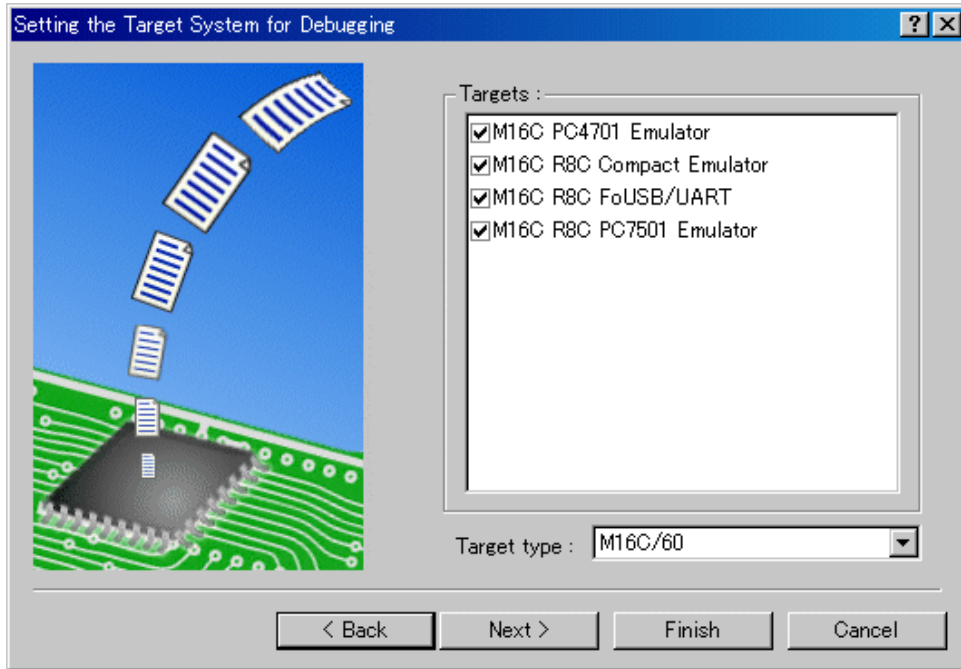 Setting the Target System for Debugging
Targets :
M16C PC4701 Emulator
M16C R8C Compact Emulator
M16C R8C FoUSB/UART
M16C R8C PC7501 Emulator
Target type : M16C/60
< Back Next > Finish Cancel